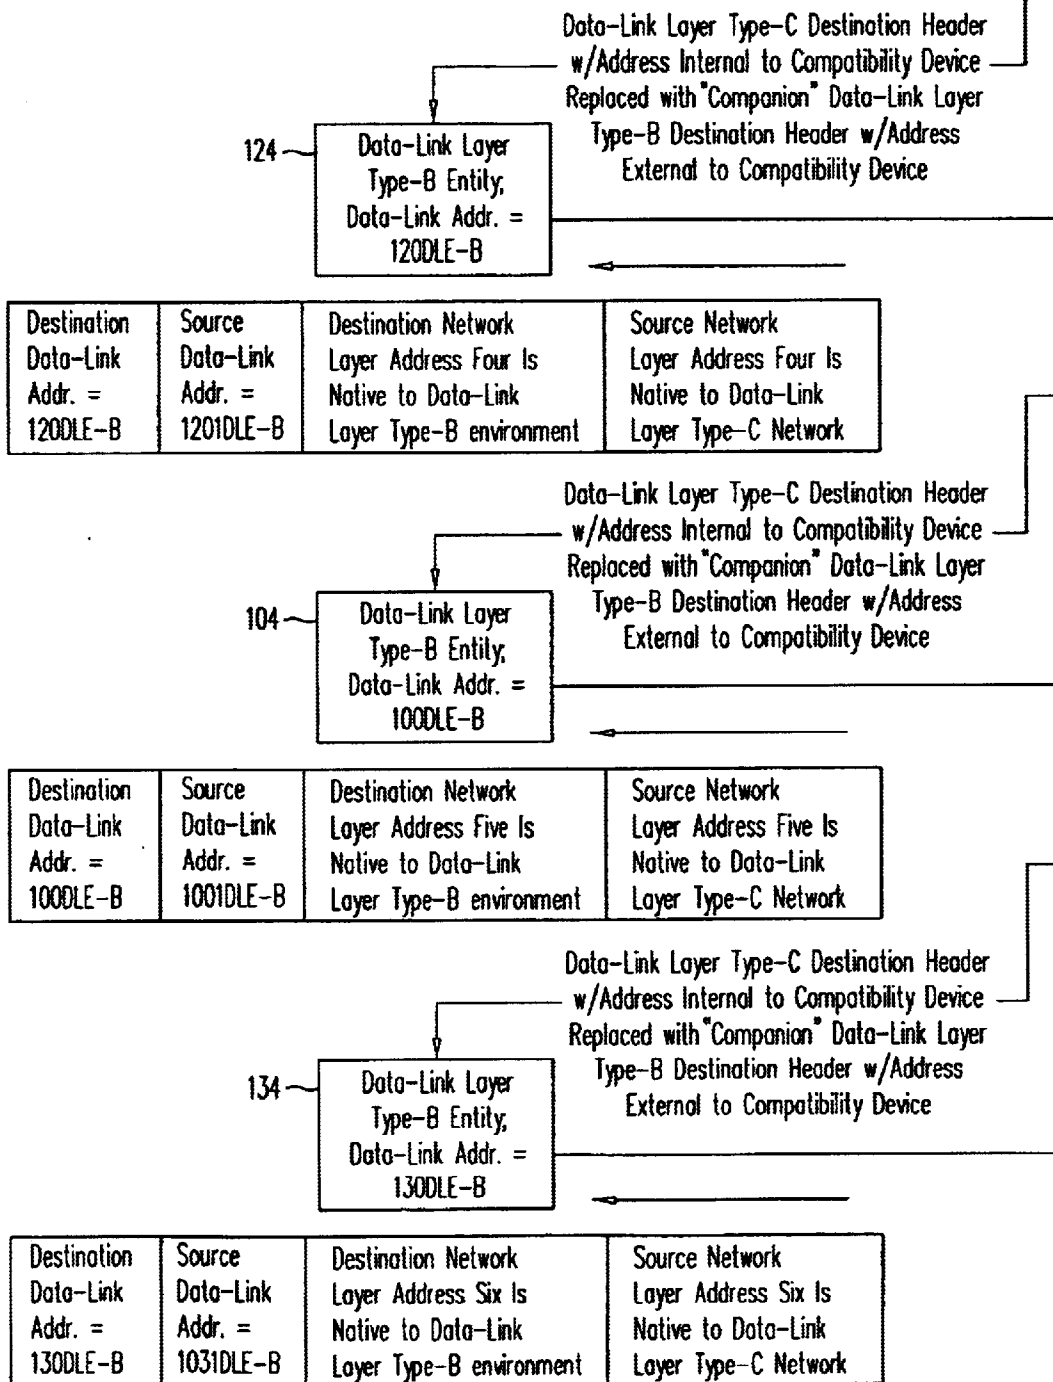 Data-Link Layer Type-C Destination Header
w/Address Internal to Compatibility Device
Replaced with "Companion" Data-Link Layer
Type-B Destination Header w/Address
External to Compatibility Device
124
Data-Link Layer
Type-B Entity;
Data-Link Addr. =
120DLE-B
Destination
Data-Link
Addr. =
120DLE-B
Source
Data-Link
Addr. =
1201DLE-B
Destination Network
Layer Address Four Is
Native to Data-Link
Layer Type-B environment
Source Network
Layer Address Four Is
Native to Data-Link
Layer Type-C Network
Data-Link Layer Type-C Destination Header
w/Address Internal to Compatibility Device
Replaced with "Companion" Data-Link Layer
Type-B Destination Header w/Address
External to Compatibility Device
104
Data-Link Layer
Type-B Entity;
Data-Link Addr. =
100DLE-B
Destination
Data-Link
Addr. =
100DLE-B
Source
Data-Link
Addr. =
1001DLE-B
Destination Network
Layer Address Five Is
Native to Data-Link
Layer Type-B environment
Source Network
Layer Address Five Is
Native to Data-Link
Layer Type-C Network
Data-Link Layer Type-C Destination Header
w/Address Internal to Compatibility Device
Replaced with "Companion" Data-Link Layer
Type-B Destination Header w/Address
External to Compatibility Device
134
Data-Link Layer
Type-B Entity;
Data-Link Addr. =
130DLE-B
Destination
Data-Link
Addr. =
130DLE-B
Source
Data-Link
Addr. =
1031DLE-B
Destination Network
Layer Address Six Is
Native to Data-Link
Layer Type-B environment
Source Network
Layer Address Six Is
Native to Data-Link
Layer Type-C Network